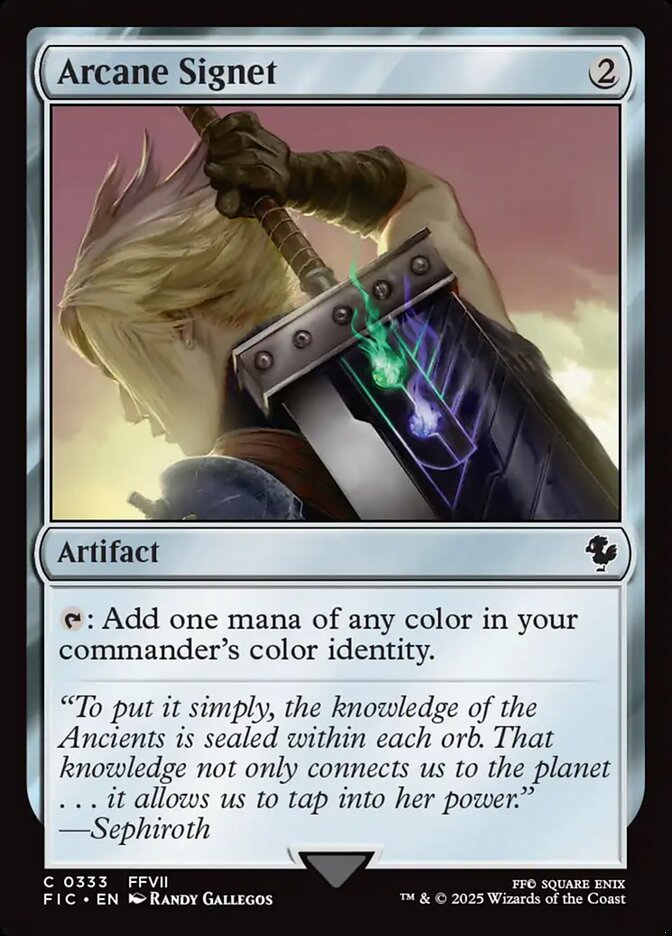 Arcane Signet 2
Artifact
: Add one mana of any color in your
commander's color identity.
"To put it simply, the knowledge of the
Ancients is sealed within each orb. That
knowledge not only connects us to the planet
. . . it allows us to tap into her power."
—Sephiroth
C 0333 FFVII
FIC • EN RANDY GALLEGOS
FF© SQUARE ENIX
™ & © 2025 Wizards of the Coast